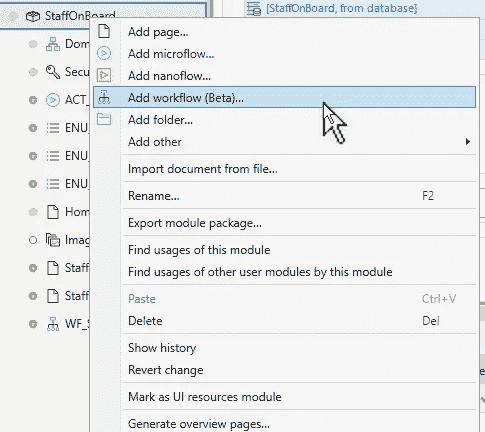 StaffOnBoard
[StaffOnBoard, from database]
Add page...
Add microflow...
Add nanoflow...
Add workflow (Beta)...
Add folder...
Add other
Import document from file...
Rename... F2
Export module package...
Find usages of this module
Find usages of other user modules by this module
Paste Ctrl+V
Delete Del
Show history
Revert change
Mark as UI resources module
Generate overview pages...
Dom
Secu
ACT_
ENU_
ENU_
ENU_
Hom
Imag
Staff
Staff
WF_S